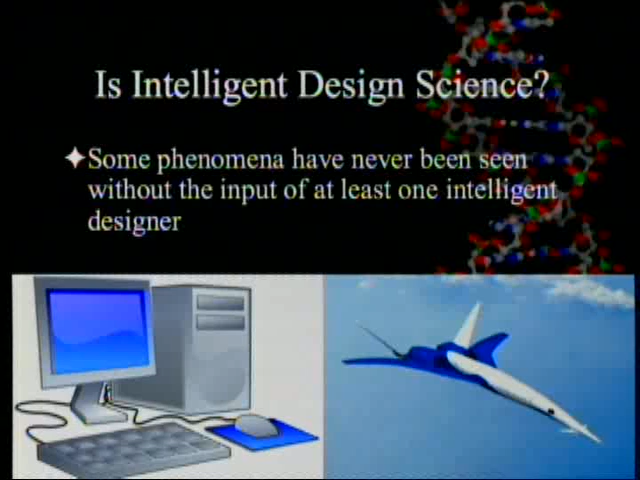 Is Intelligent Design Science?
✦Some phenomena have never been seen
without the input of at least one intelligent
designer